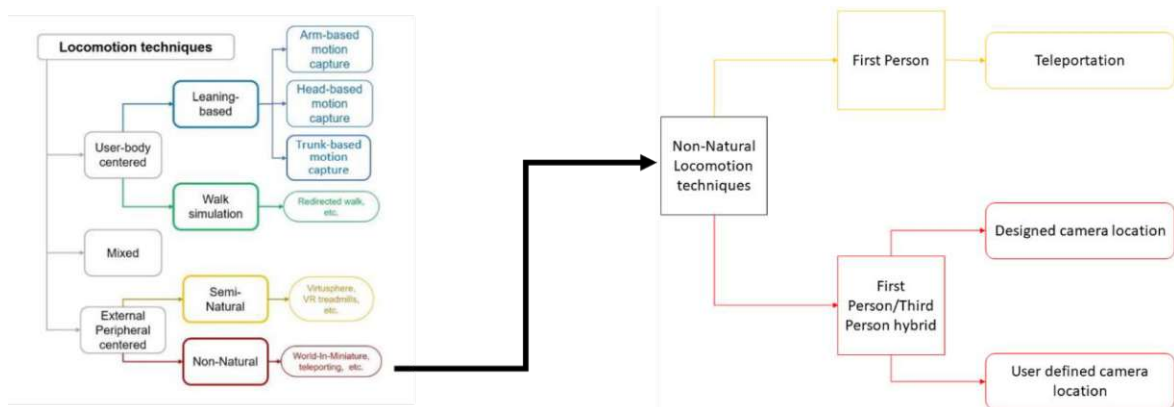 Locomotion techniques
Arm-based
motion
capture
Leaning-
based
Head-based
motion
capture
User-body
centered
Trunk-based
motion
capture
Walk
simulation
Redirected walk,
etc.
Mixed
Semi-
Natural
Virtusphere,
VR treadmills,
etc.
External
Peripheral
centered
Non-Natural
World-In-Miniature,
teleporting, etc.
Non-Natural
Locomotion
techniques
First Person
Teleportation
First
Person/Third
Person hybrid
Designed camera location
User defined camera
location